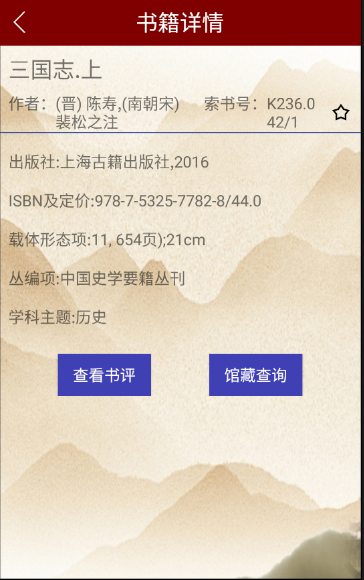 书籍详情
三国志.上
作者：(晋) 陈寿,(南朝宋) 索书号：K236.0
裴松之注 42/1
出版社:上海古籍出版社,2016
ISBN及定价:978-7-5325-7782-8/44.0
载体形态项:11, 654页);21cm
丛编项:中国史学要籍丛刊
学科主题:历史
查看书评 馆藏查询